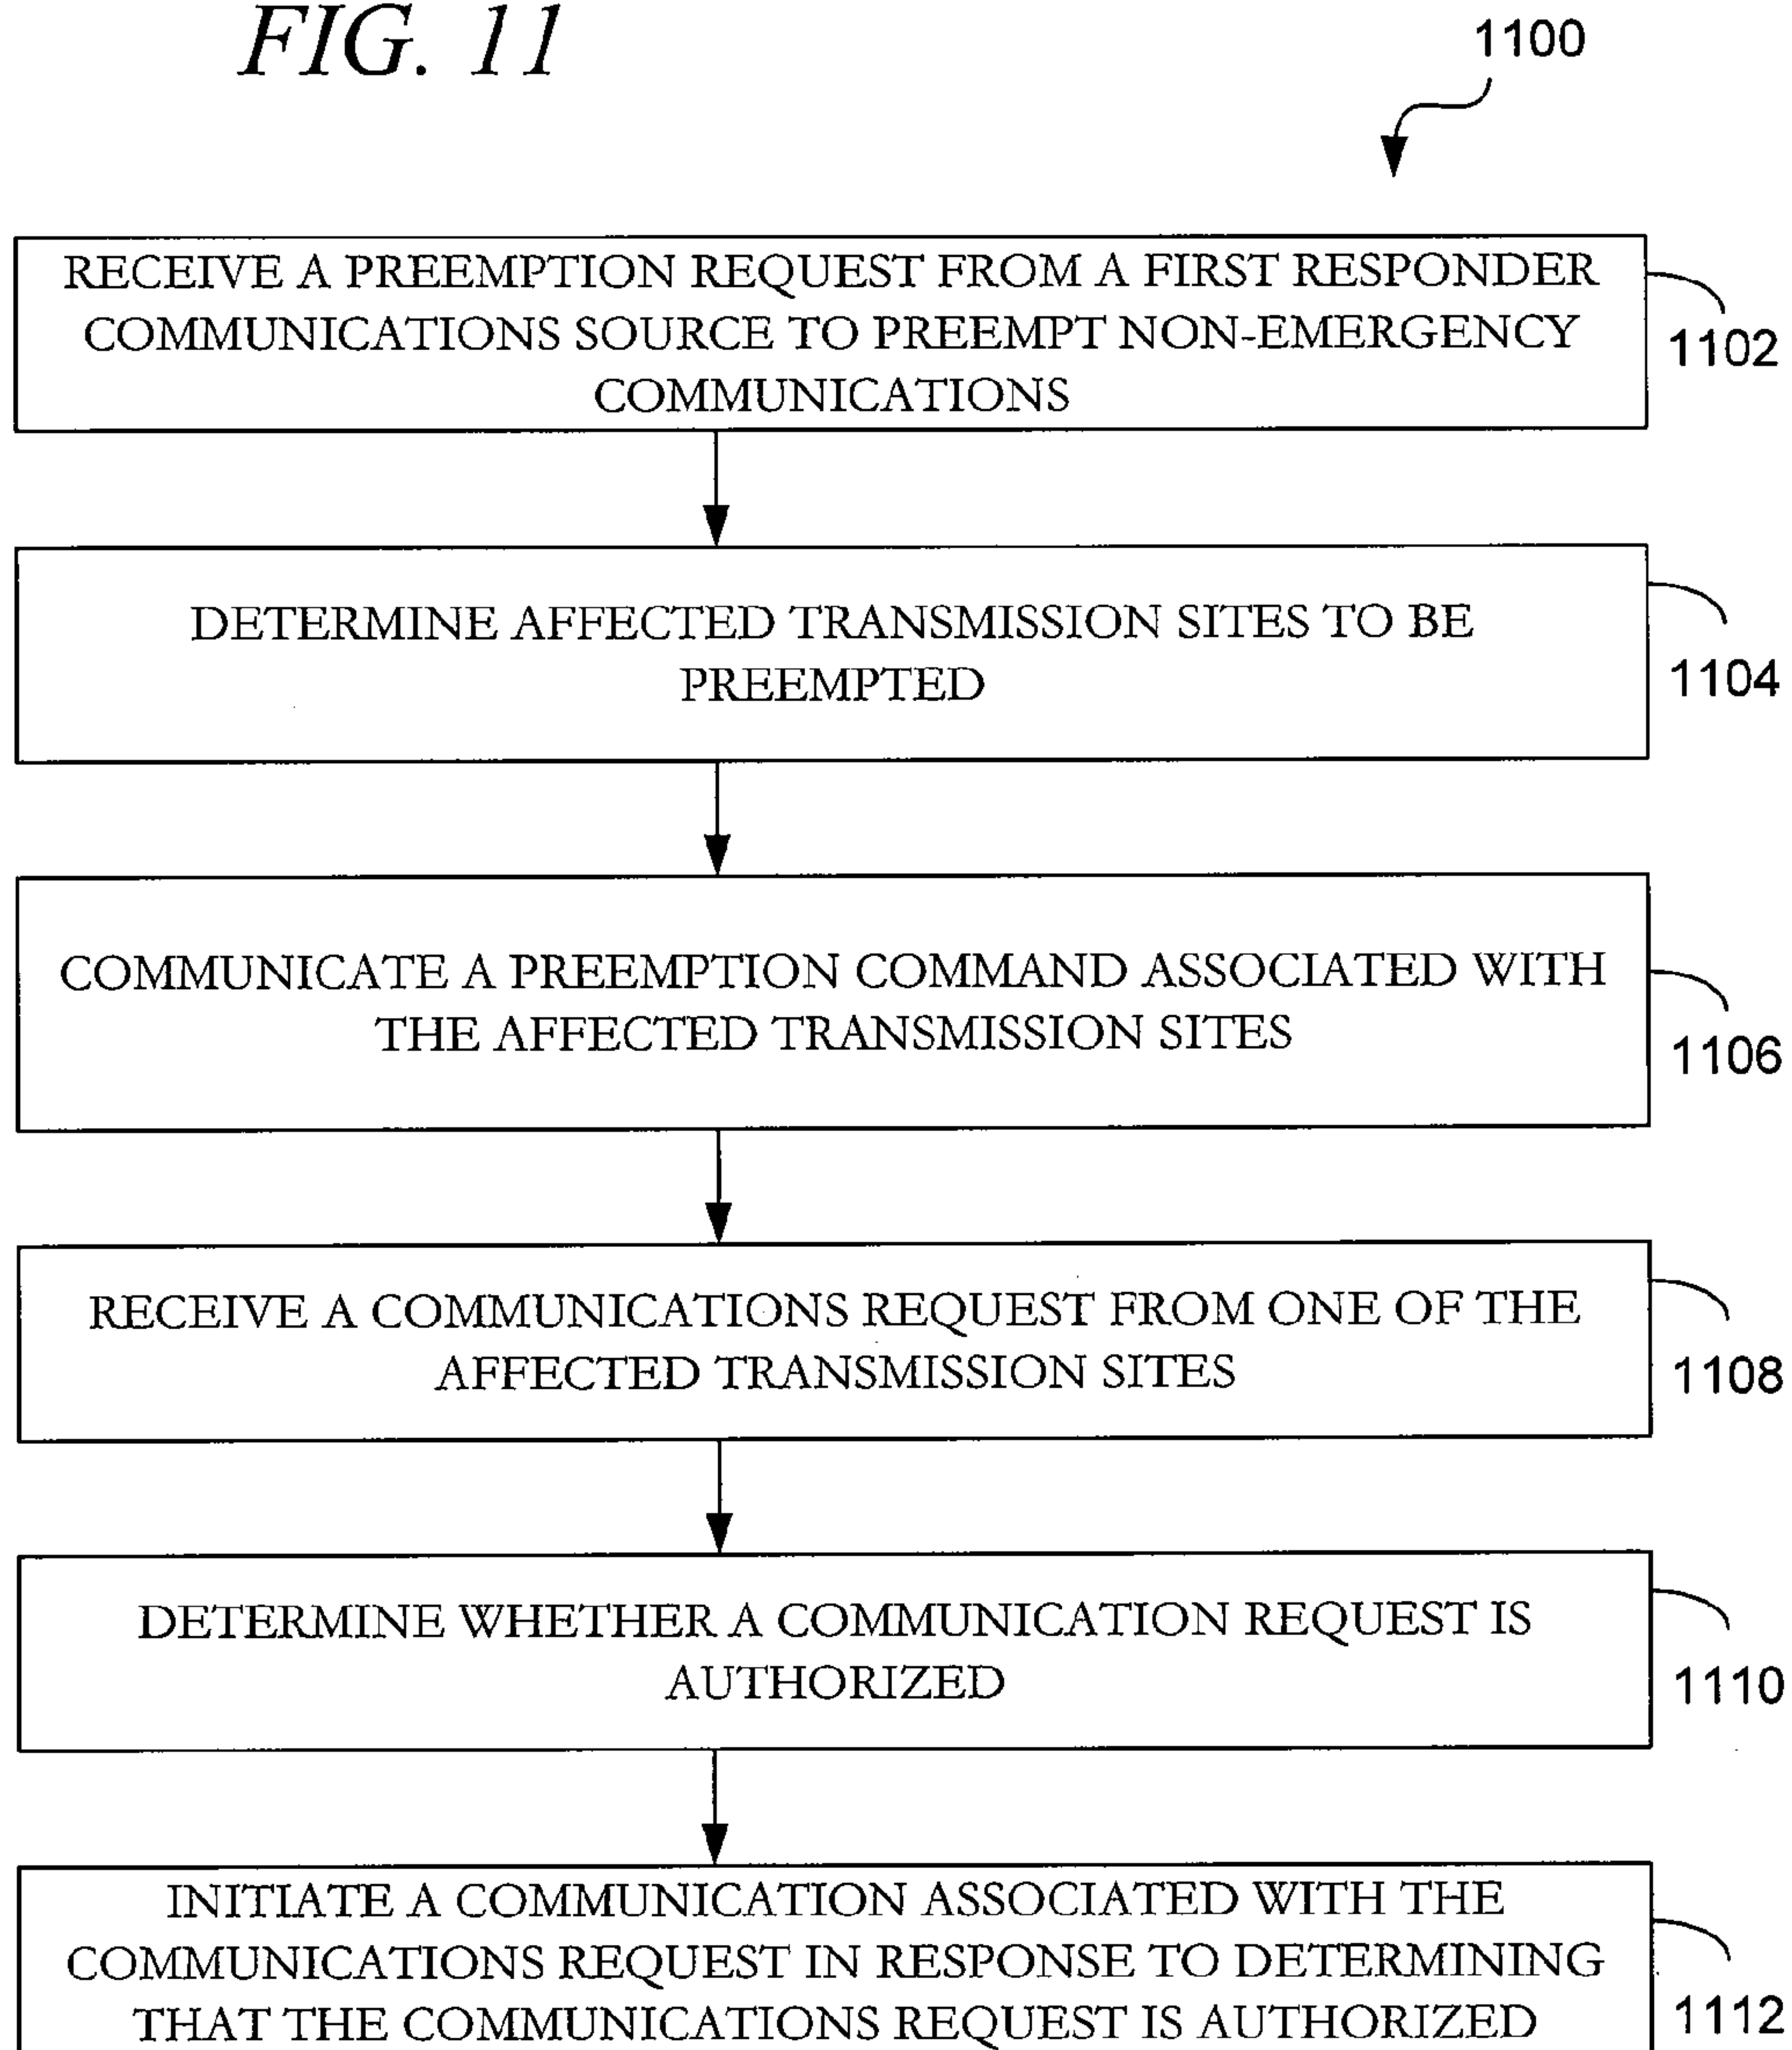 FIG. 11
1100
RECEIVE A PREEMPTION REQUEST FROM A FIRST RESPONDER
COMMUNICATIONS SOURCE TO PREEMPT NON-EMERGENCY
COMMUNICATIONS
1102
DETERMINE AFFECTED TRANSMISSION SITES TO BE
PREEMPTED
1104
COMMUNICATE A PREEMPTION COMMAND ASSOCIATED WITH
THE AFFECTED TRANSMISSION SITES
1106
RECEIVE A COMMUNICATIONS REQUEST FROM ONE OF THE
AFFECTED TRANSMISSION SITES
1108
DETERMINE WHETHER A COMMUNICATION REQUEST IS
AUTHORIZED
1110
INITIATE A COMMUNICATION ASSOCIATED WITH THE
COMMUNICATIONS REQUEST IN RESPONSE TO DETERMINING
THAT THE COMMUNICATIONS REQUEST IS AUTHORIZED
1112